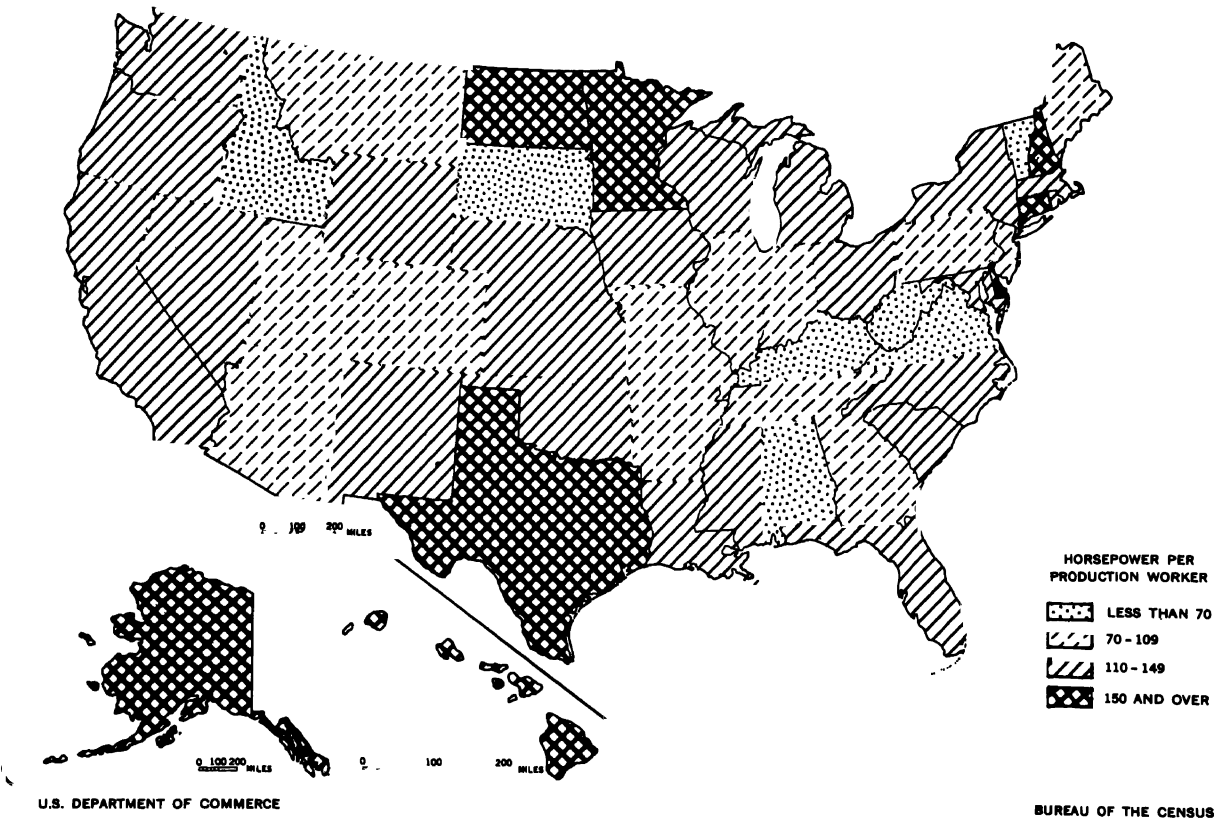 0 100 200 MILES
HORSEPOWER PER
PRODUCTION WORKER
LESS THAN 70
70-109
110-149
150 AND OVER
0 100 200 MILES
0 100 200 MILES
U.S. DEPARTMENT OF COMMERCE
BUREAU OF THE CENSUS